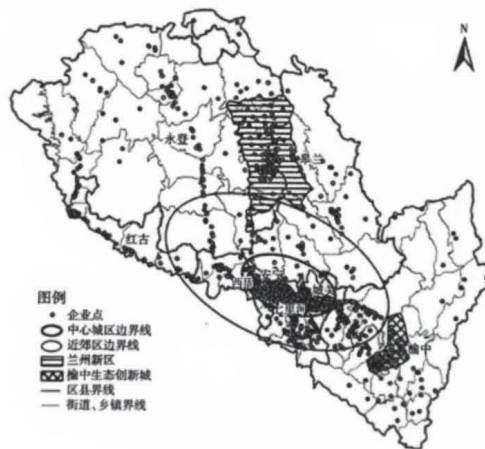 N
永登
皋兰
红古
西固
安宁
七里河
榆中
图例
企业点
中心城区边界线
近郊区边界线
兰州新区
榆中生态创新城
区县界线
街道、乡镇界线